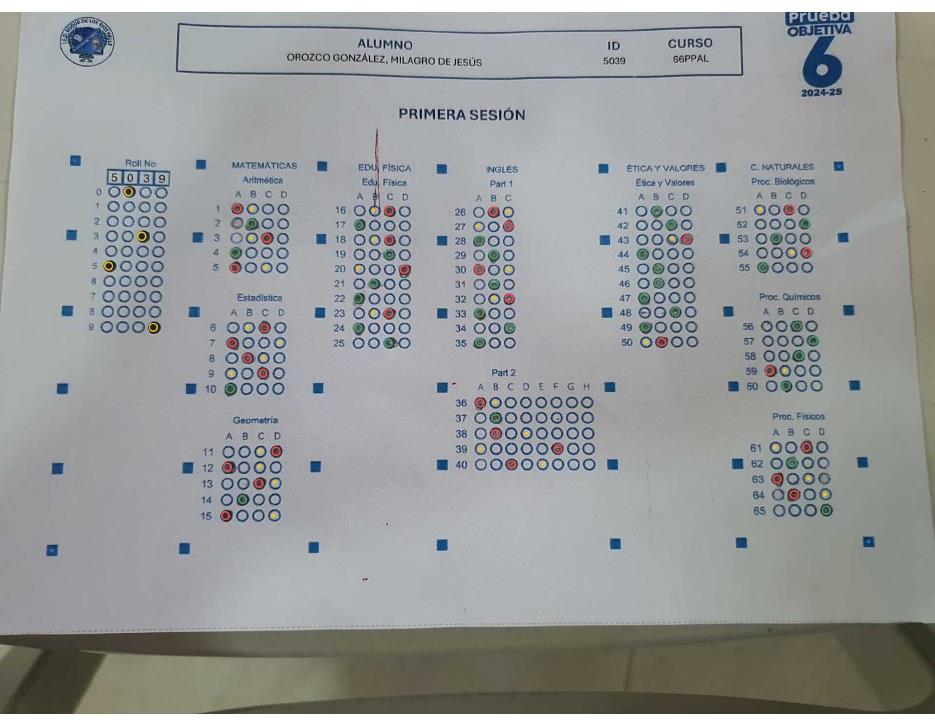 Prueba
OBJETIVA
6
2024-25
ALUMNO ID CURSO
OROZCO GONZÁLEZ, MILAGRO DE JESÚS 5039 66PPAL
PRIMERA SESIÓN
Roll No
5 0 3 9
0
1
2
3
4
5
6
7
8
9
MATEMÁTICAS
Aritmética
A B C D
1
2
3
4
5
Estadística
A B C D
6
7
8
9
10
Geometría
A B C D
11
12
13
14
15
EDU. FÍSICA
Edu. Física
A B C D
16
17
18
19
20
21
22
23
24
25
INGLÉS
Part 1
A B C
26
27
28
29
30
31
32
33
34
35
Part 2
A B C D E F G H
36
37
38
39
40
ÉTICA Y VALORES
Ética y Valores
A B C D
41
42
43
44
45
46
47
48
49
50
C. NATURALES
Proc. Biológicos
A B C D
51
52
53
54
55
Proc. Químicos
A B C D
56
57
58
59
60
Proc. Físicos
A B C D
61
62
63
64
65